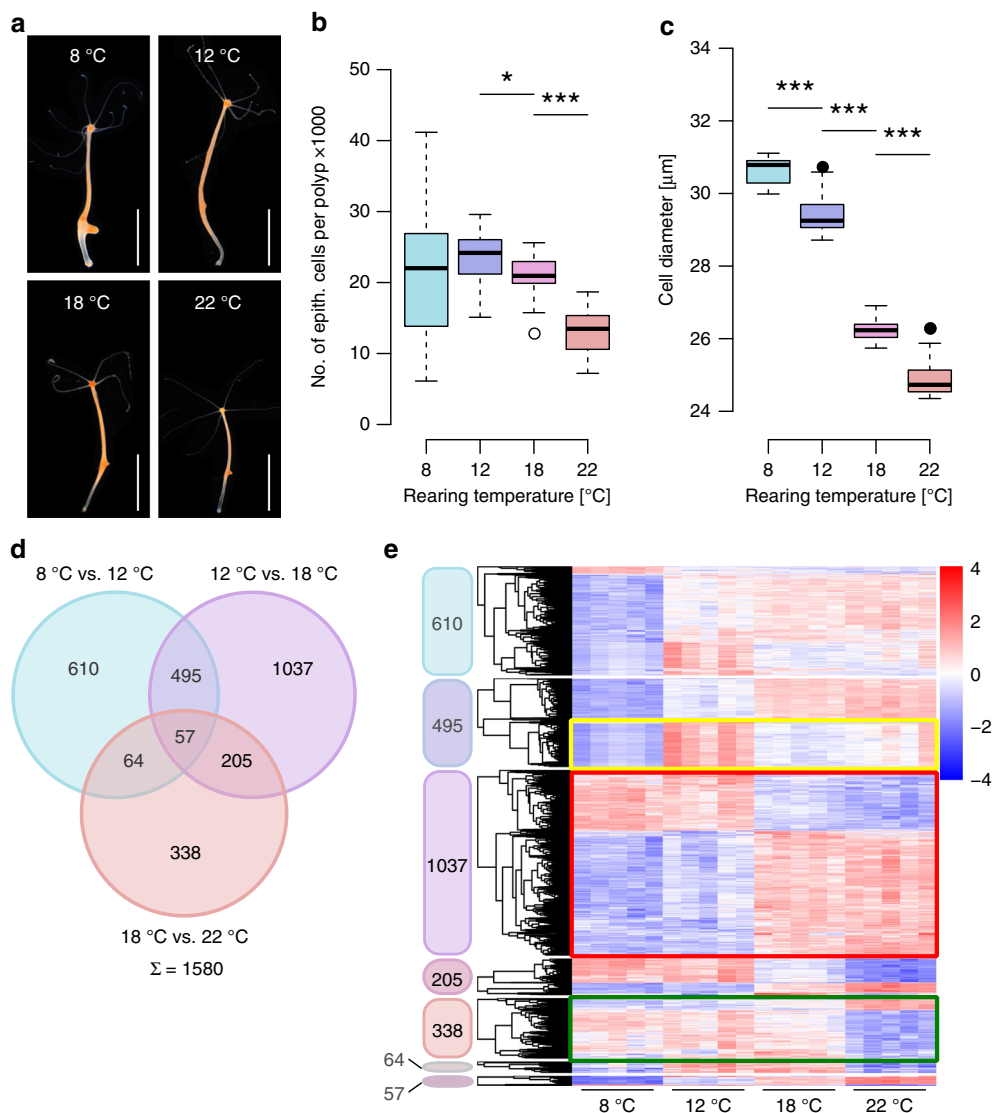 a
8 °C
12 °C
18 °C
22 °C
b
No. of epith. cells per polyp ×1000
50
40
30
20
10
0
*
***
8
12
18
22
Rearing temperature [°C]
c
Cell diameter [μm]
34
32
30
28
26
24
***
***
***
8
12
18
22
Rearing temperature [°C]
d
8 °C vs. 12 °C
12 °C vs. 18 °C
610
495
1037
57
64
205
338
18 °C vs. 22 °C
Σ = 1580
e
610
495
1037
205
338
64
57
8 °C
12 °C
18 °C
22 °C
4
2
0
−2
−4